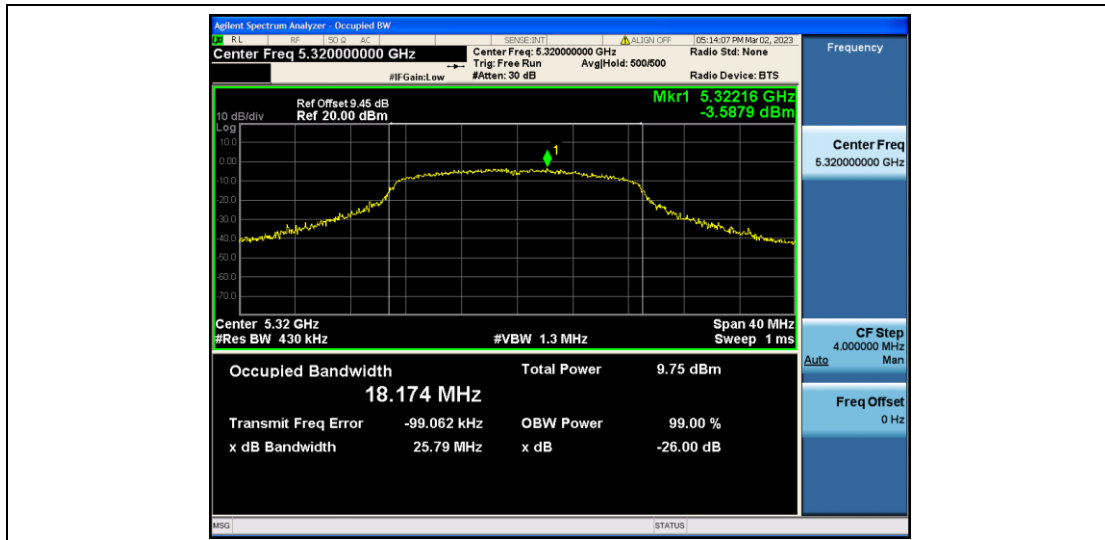 Agilent Spectrum Analyzer - Occupied BW
RL RF 50 Ω AC SENSE:INT ALIGN OFF 05:14:07 PM Mar 02, 2023
Center Freq 5.320000000 GHz Center Freq: 5.320000000 GHz Radio Std: None
Trig: Free Run Avg|Hold: 500/500
#IFGain:Low #Atten: 30 dB Radio Device: BTS
Frequency
Mkr1 5.32216 GHz
-3.5879 dBm
Ref Offset 9.45 dB
10 dB/div Ref 20.00 dBm
Log
10.0
0.00
-10.0
-20.0
-30.0
-40.0
-50.0
-60.0
-70.0
1
Center 5.32 GHz Span 40 MHz
#Res BW 430 kHz #VBW 1.3 MHz Sweep 1 ms
Occupied Bandwidth Total Power 9.75 dBm
18.174 MHz
Transmit Freq Error -99.062 kHz OBW Power 99.00 %
x dB Bandwidth 25.79 MHz x dB -26.00 dB
Center Freq
5.320000000 GHz
CF Step
4.000000 MHz
Auto Man
Freq Offset
0 Hz
MSG STATUS